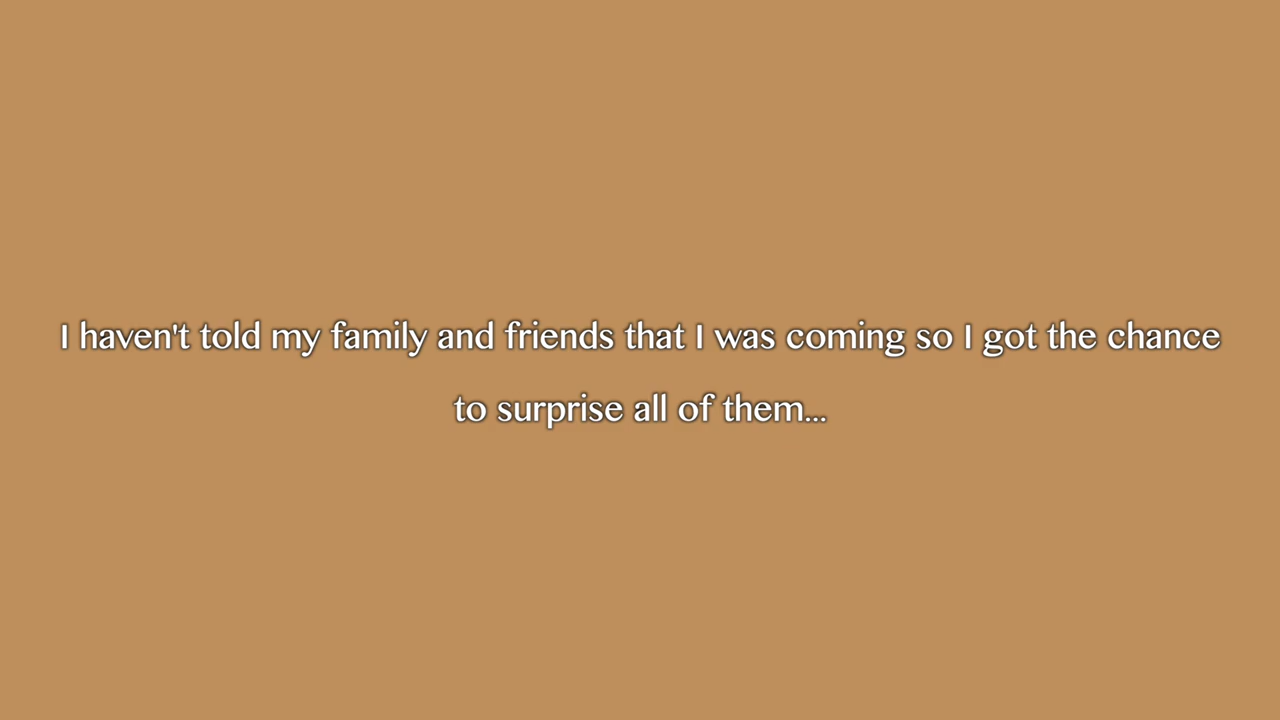 I haven't told my family and friends that I was coming so I got the chance
to surprise all of them...